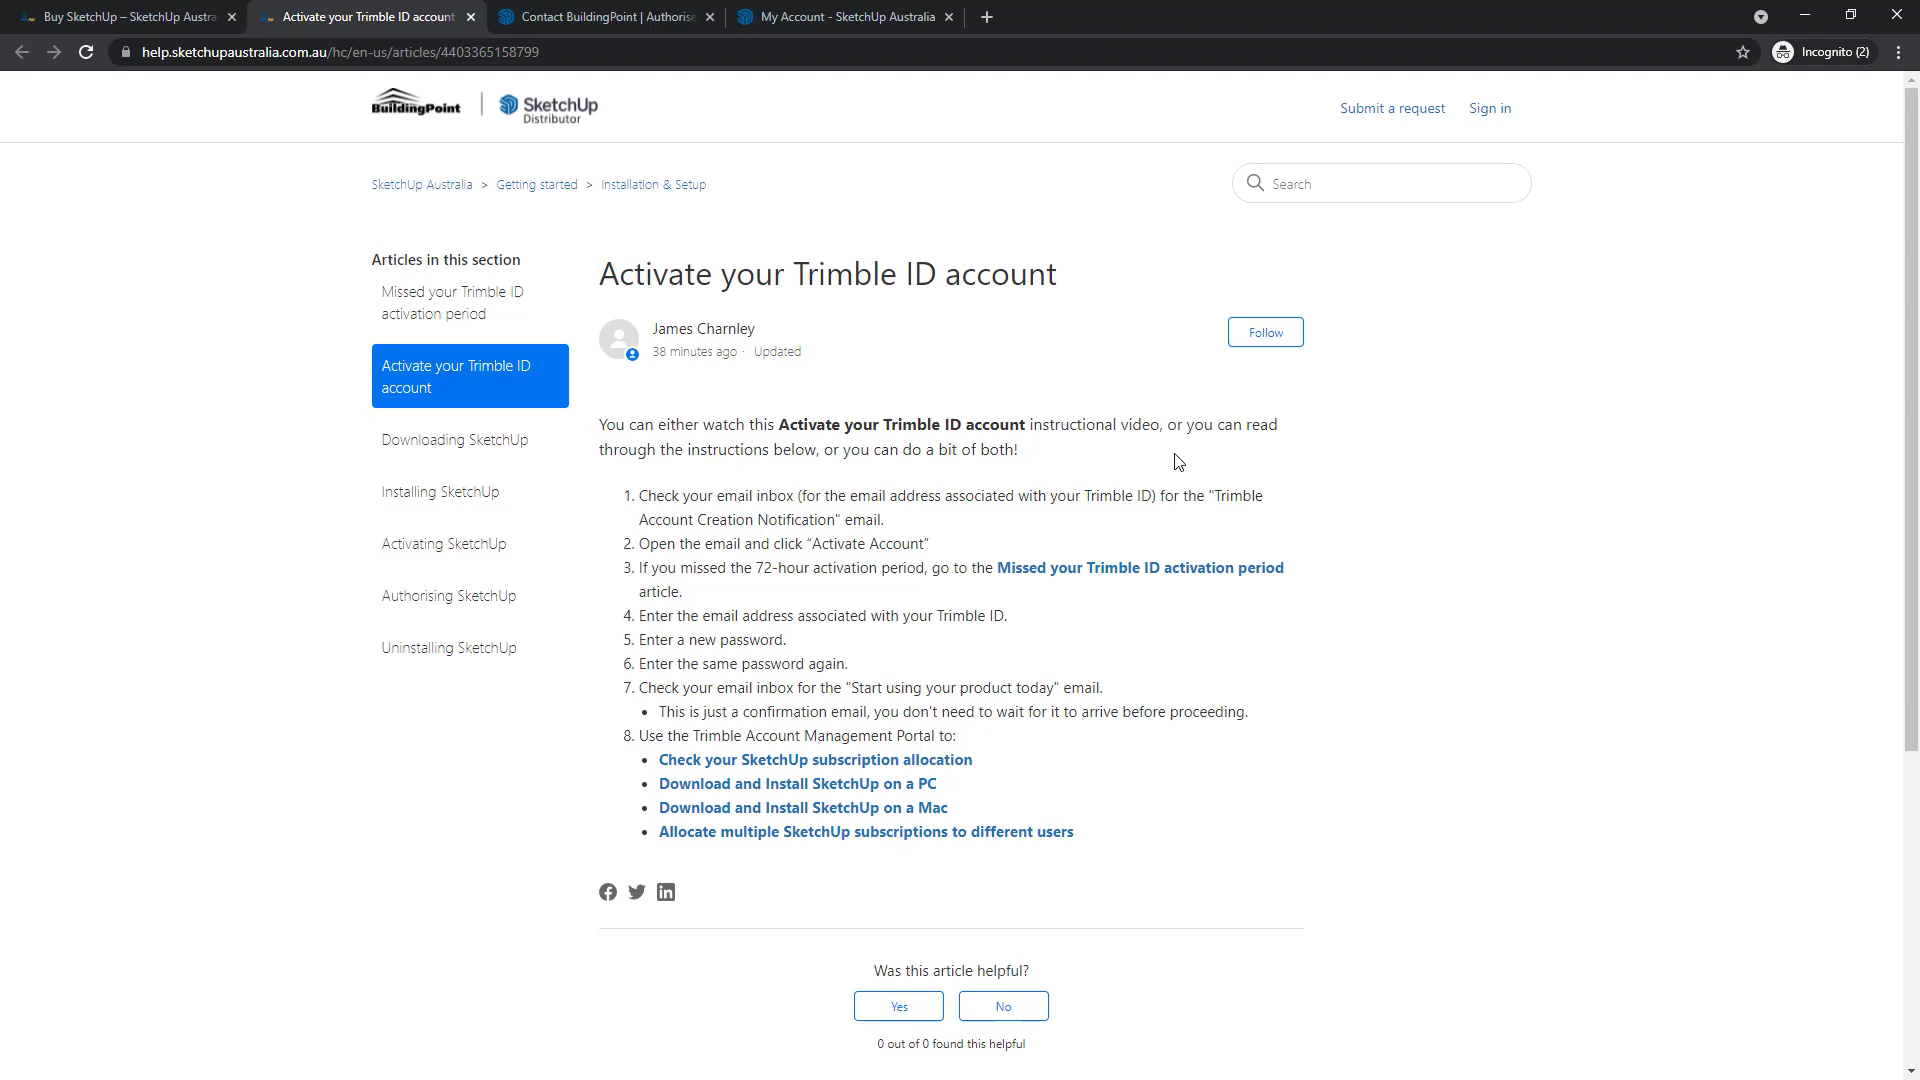 Buy SketchUp – SketchUp Austra
Activate your Trimble ID account
Contact BuildingPoint | Authorise
My Account - SketchUp Australia
help.sketchupaustralia.com.au/hc/en-us/articles/4403365158799
Incognito (2)
BuildingPoint
SketchUp
Distributor
Submit a request
Sign in
SketchUp Australia > Getting started > Installation & Setup
Search
Articles in this section
Missed your Trimble ID
activation period
Activate your Trimble ID
account
Downloading SketchUp
Installing SketchUp
Activating SketchUp
Authorising SketchUp
Uninstalling SketchUp
Activate your Trimble ID account
James Charnley
38 minutes ago · Updated
Follow
You can either watch this Activate your Trimble ID account instructional video, or you can read
through the instructions below, or you can do a bit of both!
1. Check your email inbox (for the email address associated with your Trimble ID) for the "Trimble
Account Creation Notification" email.
2. Open the email and click “Activate Account”
3. If you missed the 72-hour activation period, go to the Missed your Trimble ID activation period
article.
4. Enter the email address associated with your Trimble ID.
5. Enter a new password.
6. Enter the same password again.
7. Check your email inbox for the "Start using your product today" email.
• This is just a confirmation email, you don't need to wait for it to arrive before proceeding.
8. Use the Trimble Account Management Portal to:
• Check your SketchUp subscription allocation
• Download and Install SketchUp on a PC
• Download and Install SketchUp on a Mac
• Allocate multiple SketchUp subscriptions to different users
Was this article helpful?
Yes
No
0 out of 0 found this helpful